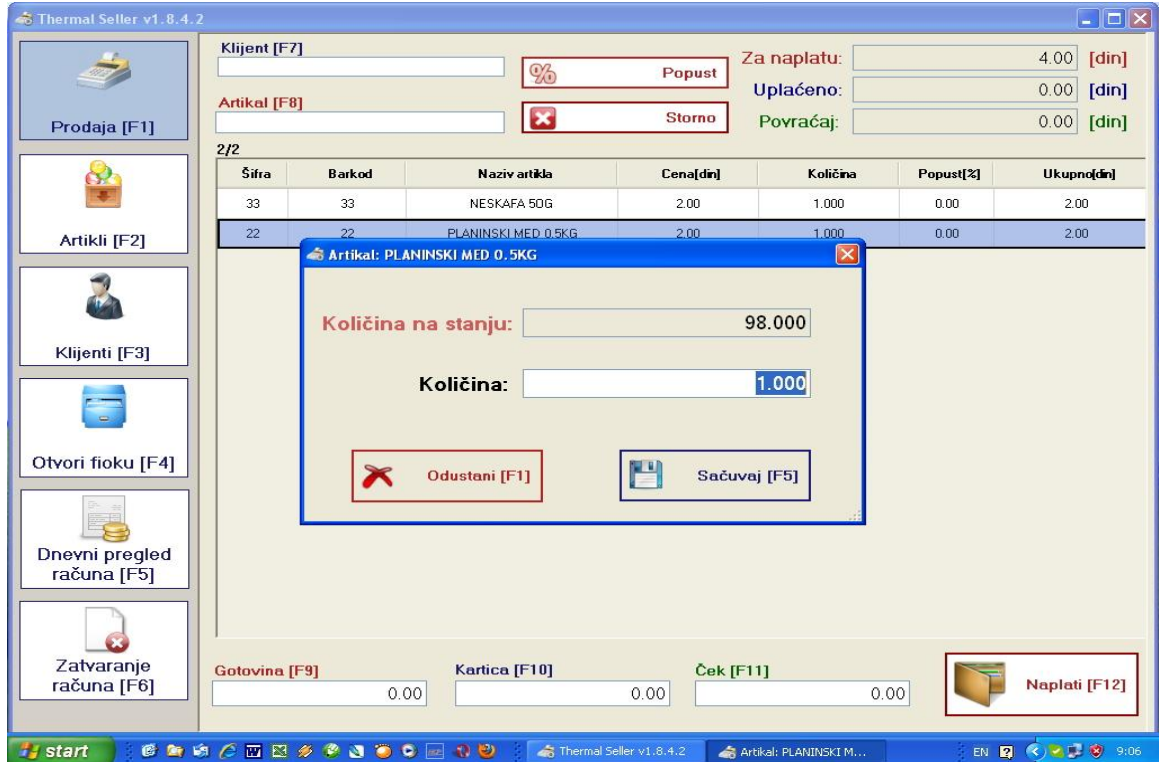 Thermal Seller v1.8.4.2
Prodaja [F1]
Artikli [F2]
Klijenti [F3]
Otvori fioku [F4]
Dnevni pregled
računa [F5]
Zatvaranje
računa [F6]
Klijent [F7]
Artikal [F8]
% Popust
Storno
Za naplatu: 4.00 [din]
Uplaćeno: 0.00 [din]
Povraćaj: 0.00 [din]
2/2
Šifra Barkod Naziv artikla Cena[din] Količina Popust[%] Ukupno[din]
33 33 NESKAFA 50G 2.00 1.000 0.00 2.00
22 22 PLANINSKI MED 0.5KG 2.00 1.000 0.00 2.00
Artikal: PLANINSKI MED 0.5KG
Količina na stanju: 98.000
Količina: 1.000
Odustani [F1]
Sačuvaj [F5]
Gotovina [F9] Kartica [F10] Ček [F11]
0.00 0.00 0.00
Naplati [F12]
start Thermal Seller v1.8.4.2 Artikal: PLANINSKI M... EN 9:06